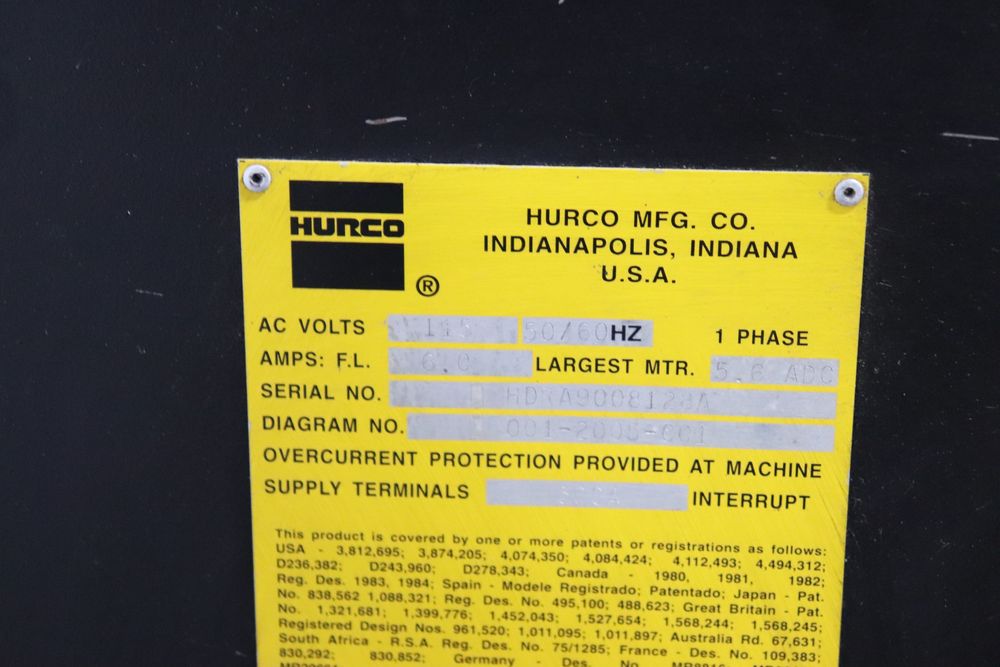 HURCO
®
HURCO MFG. CO.
INDIANAPOLIS, INDIANA
U.S.A.
AC VOLTS 115 50/60HZ 1 PHASE
AMPS: F.L. 6.0 LARGEST MTR. 5.6 ADC
SERIAL NO.
DIAGRAM NO.
OVERCURRENT PROTECTION PROVIDED AT MACHINE
SUPPLY TERMINALS INTERRUPT
This product is covered by one or more patents or registrations as follows:
USA - 3,812,695; 3,874,205; 4,074,350; 4,084,424; 4,112,493; 4,494,312;
D236,382; D243,960; D278,343; Canada - 1980, 1981, 1982;
Reg. Des. 1983, 1984; Spain - Modele Registrado; Patentado; Japan - Pat.
No. 838,562 1,088,321; Reg. Des. No. 495,100; 488,623; Great Britain - Pat.
No. 1,321,681; 1,399,776; 1,452,043; 1,527,654; 1,568,244; 1,568,245;
Registered Design Nos. 961,520; 1,011,095; 1,011,897; Australia Rd. 67,631;
South Africa - R.S.A. Reg. Des. No. 75/1285; France - Des. No. 109,383;
830,292; 830,852; Germany - Des. No.